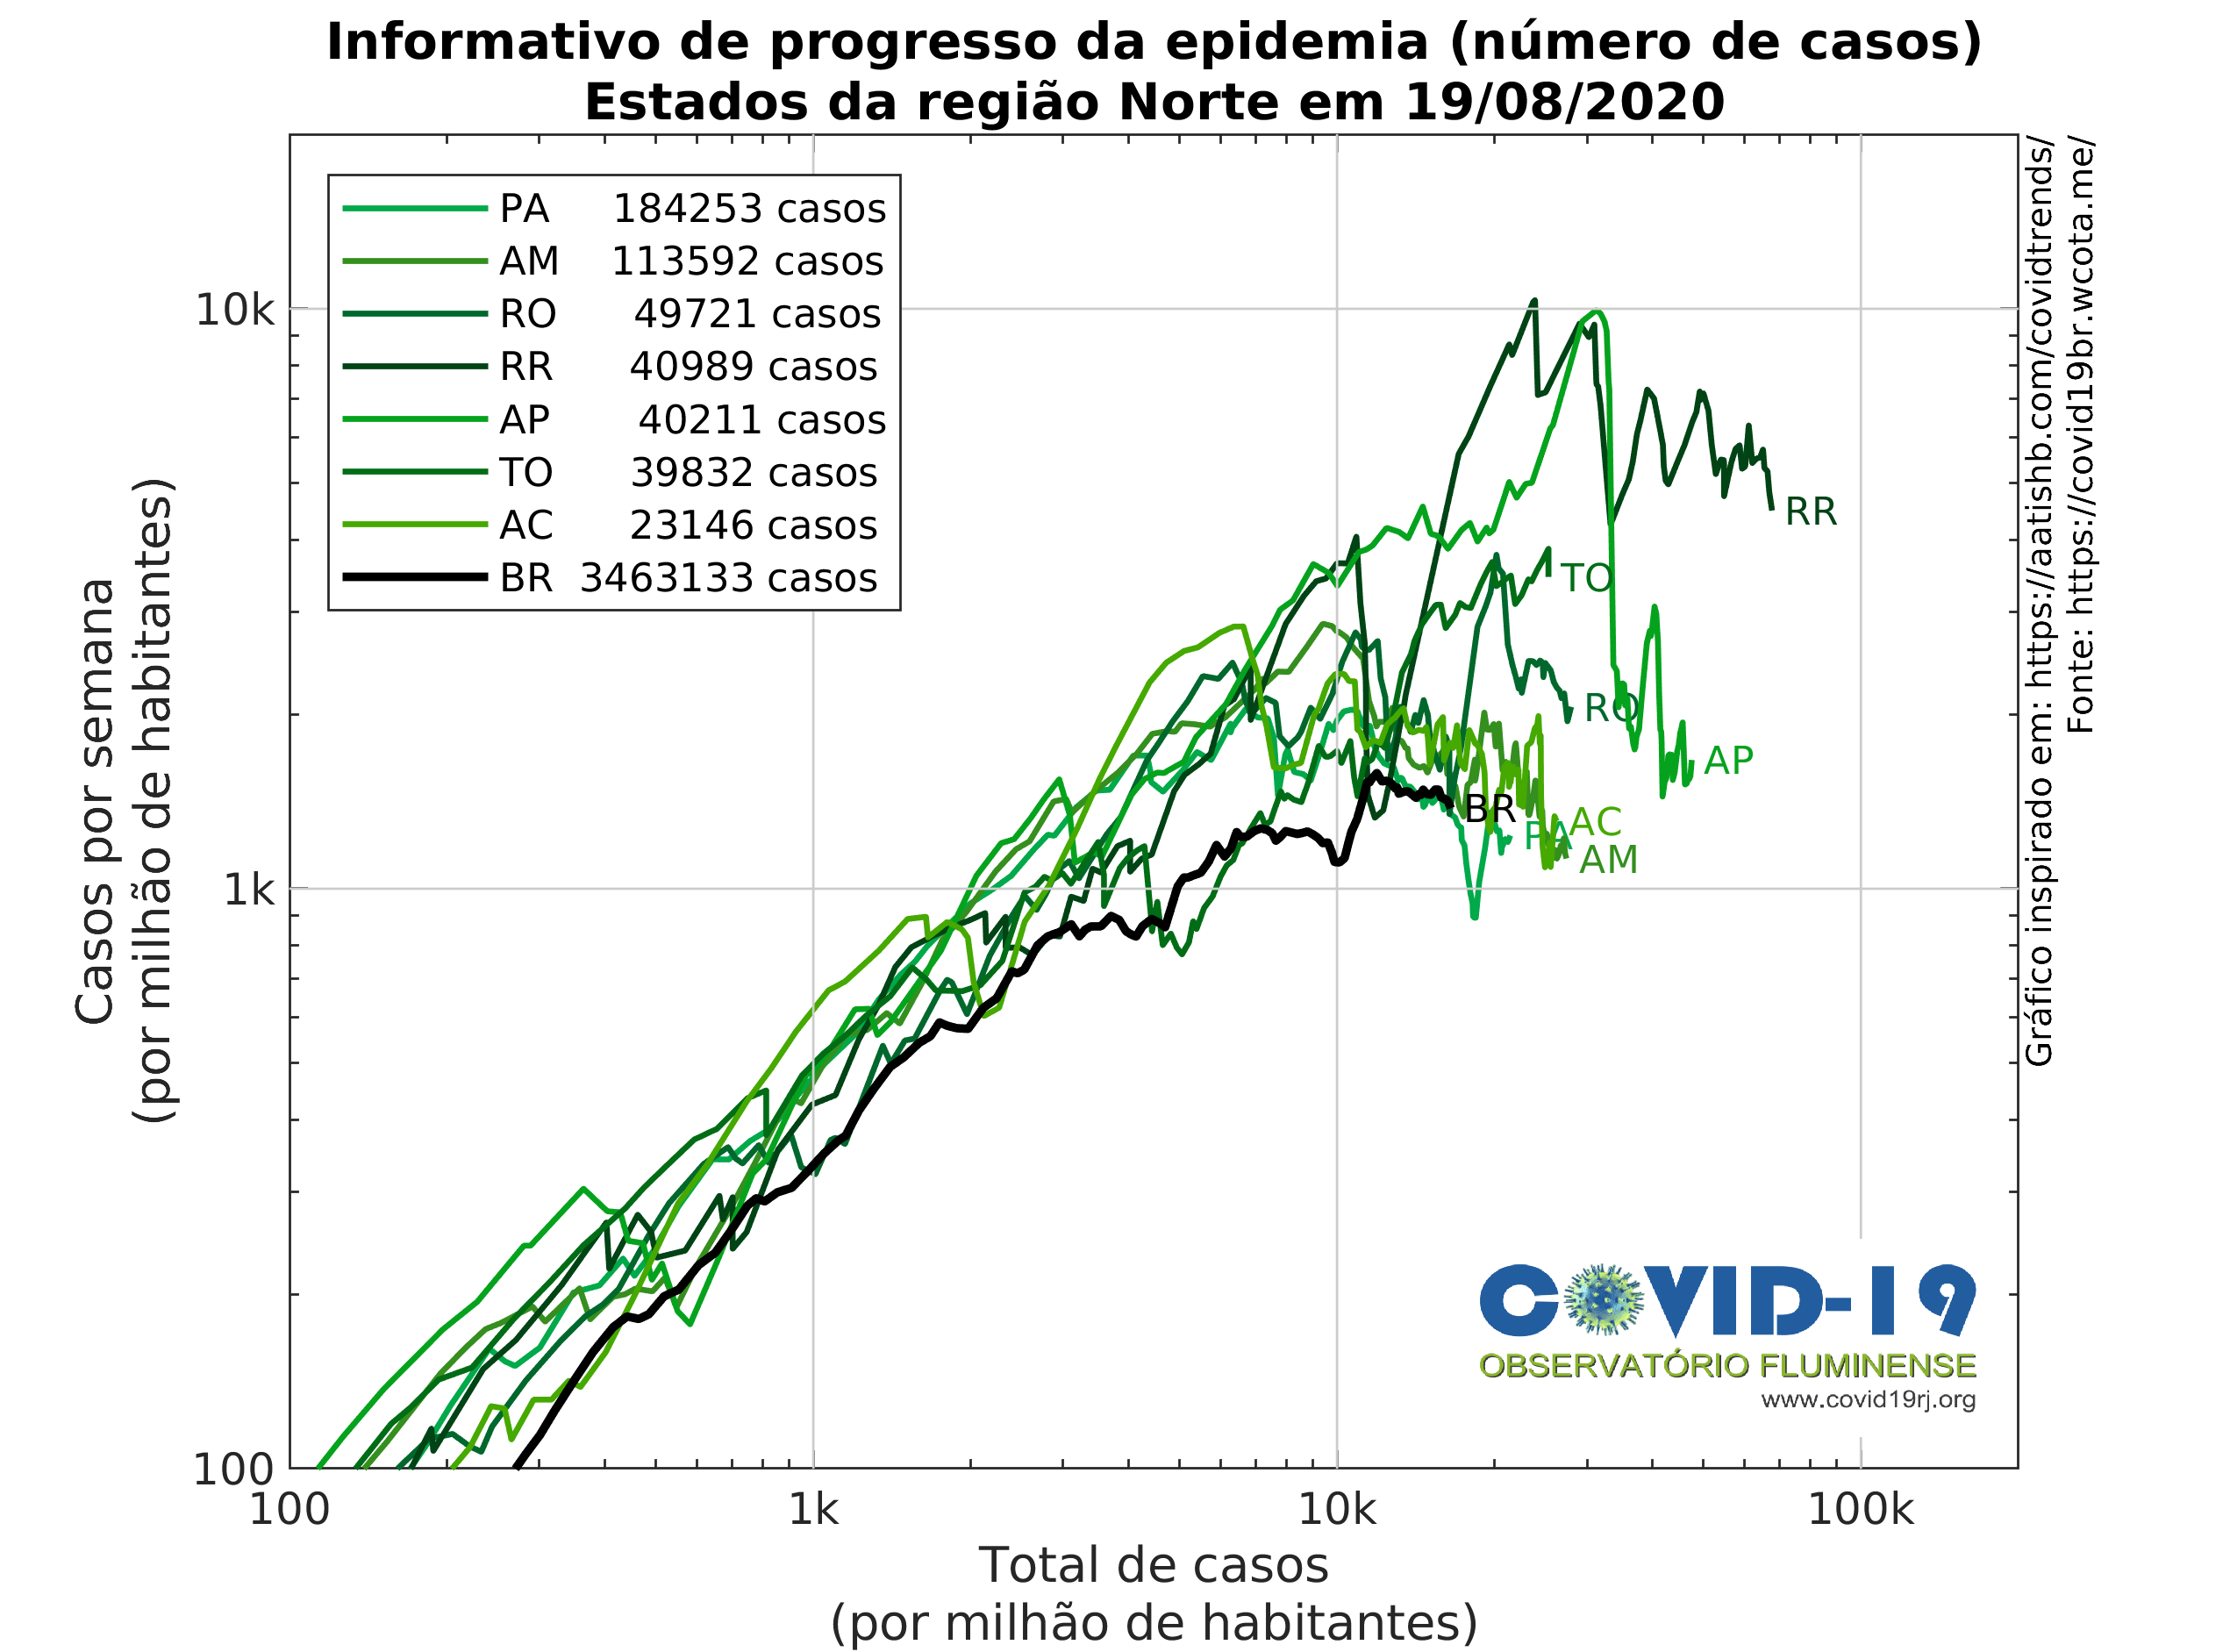 Informativo de progresso da epidemia (número de casos)
Estados da região Norte em 19/08/2020
PA 184253 casos
AM 113592 casos
RO 49721 casos
RR 40989 casos
AP 40211 casos
TO 39832 casos
AC 23146 casos
BR 3463133 casos
Casos por semana
(por milhão de habitantes)
10k
1k
100
100
1k
10k
100k
Total de casos
(por milhão de habitantes)
RR
TO
RO
AP
BR
AC
PA
AM
COVID-19
OBSERVATÓRIO FLUMINENSE
www.covid19rj.org
Gráfico inspirado em: https://aatishb.com/covidtrends/
Fonte: https://covid19br.wcota.me/